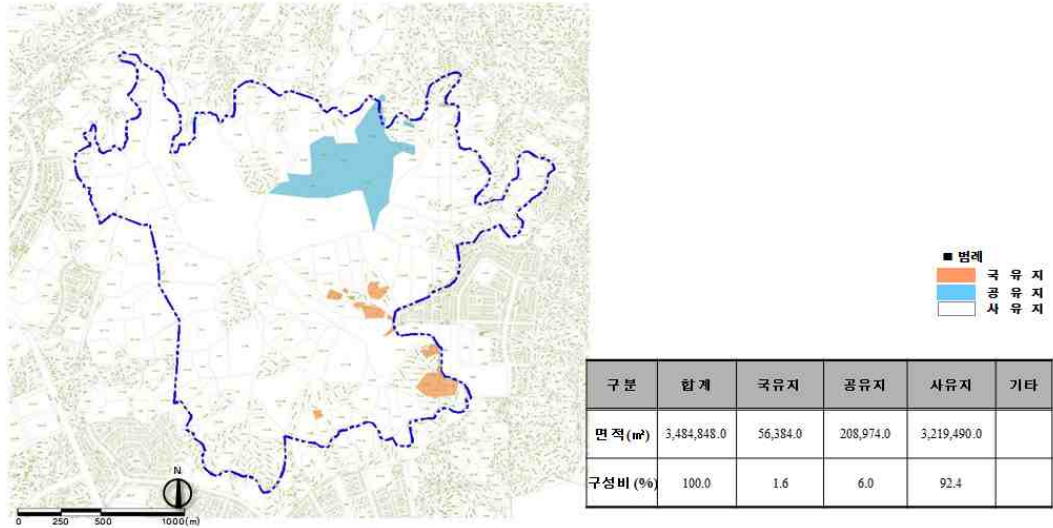 ■ 범례
국 유 지
공 유 지
사 유 지
구분 합계 국유지 공유지 사유지 기타
면적(㎡) 3,484,848.0 56,384.0 208,974.0 3,219,490.0
구성비 (%) 100.0 1.6 6.0 92.4
N
0 250 500 1000(m)